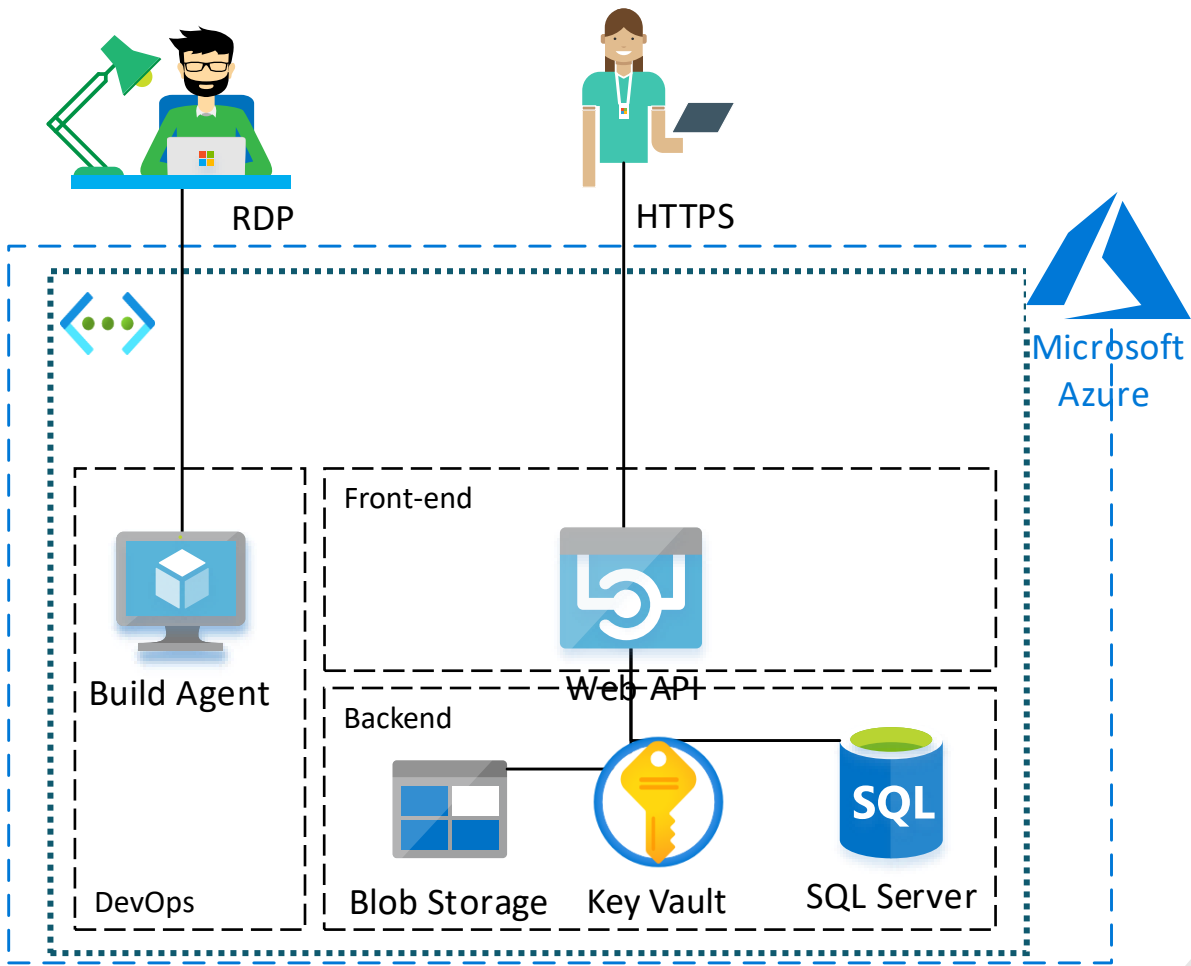 RDP
HTTPS
Microsoft
Azure
Front-end
Web API
Build Agent
Backend
SQL
DevOps
Blob Storage
Key Vault
SQL Server